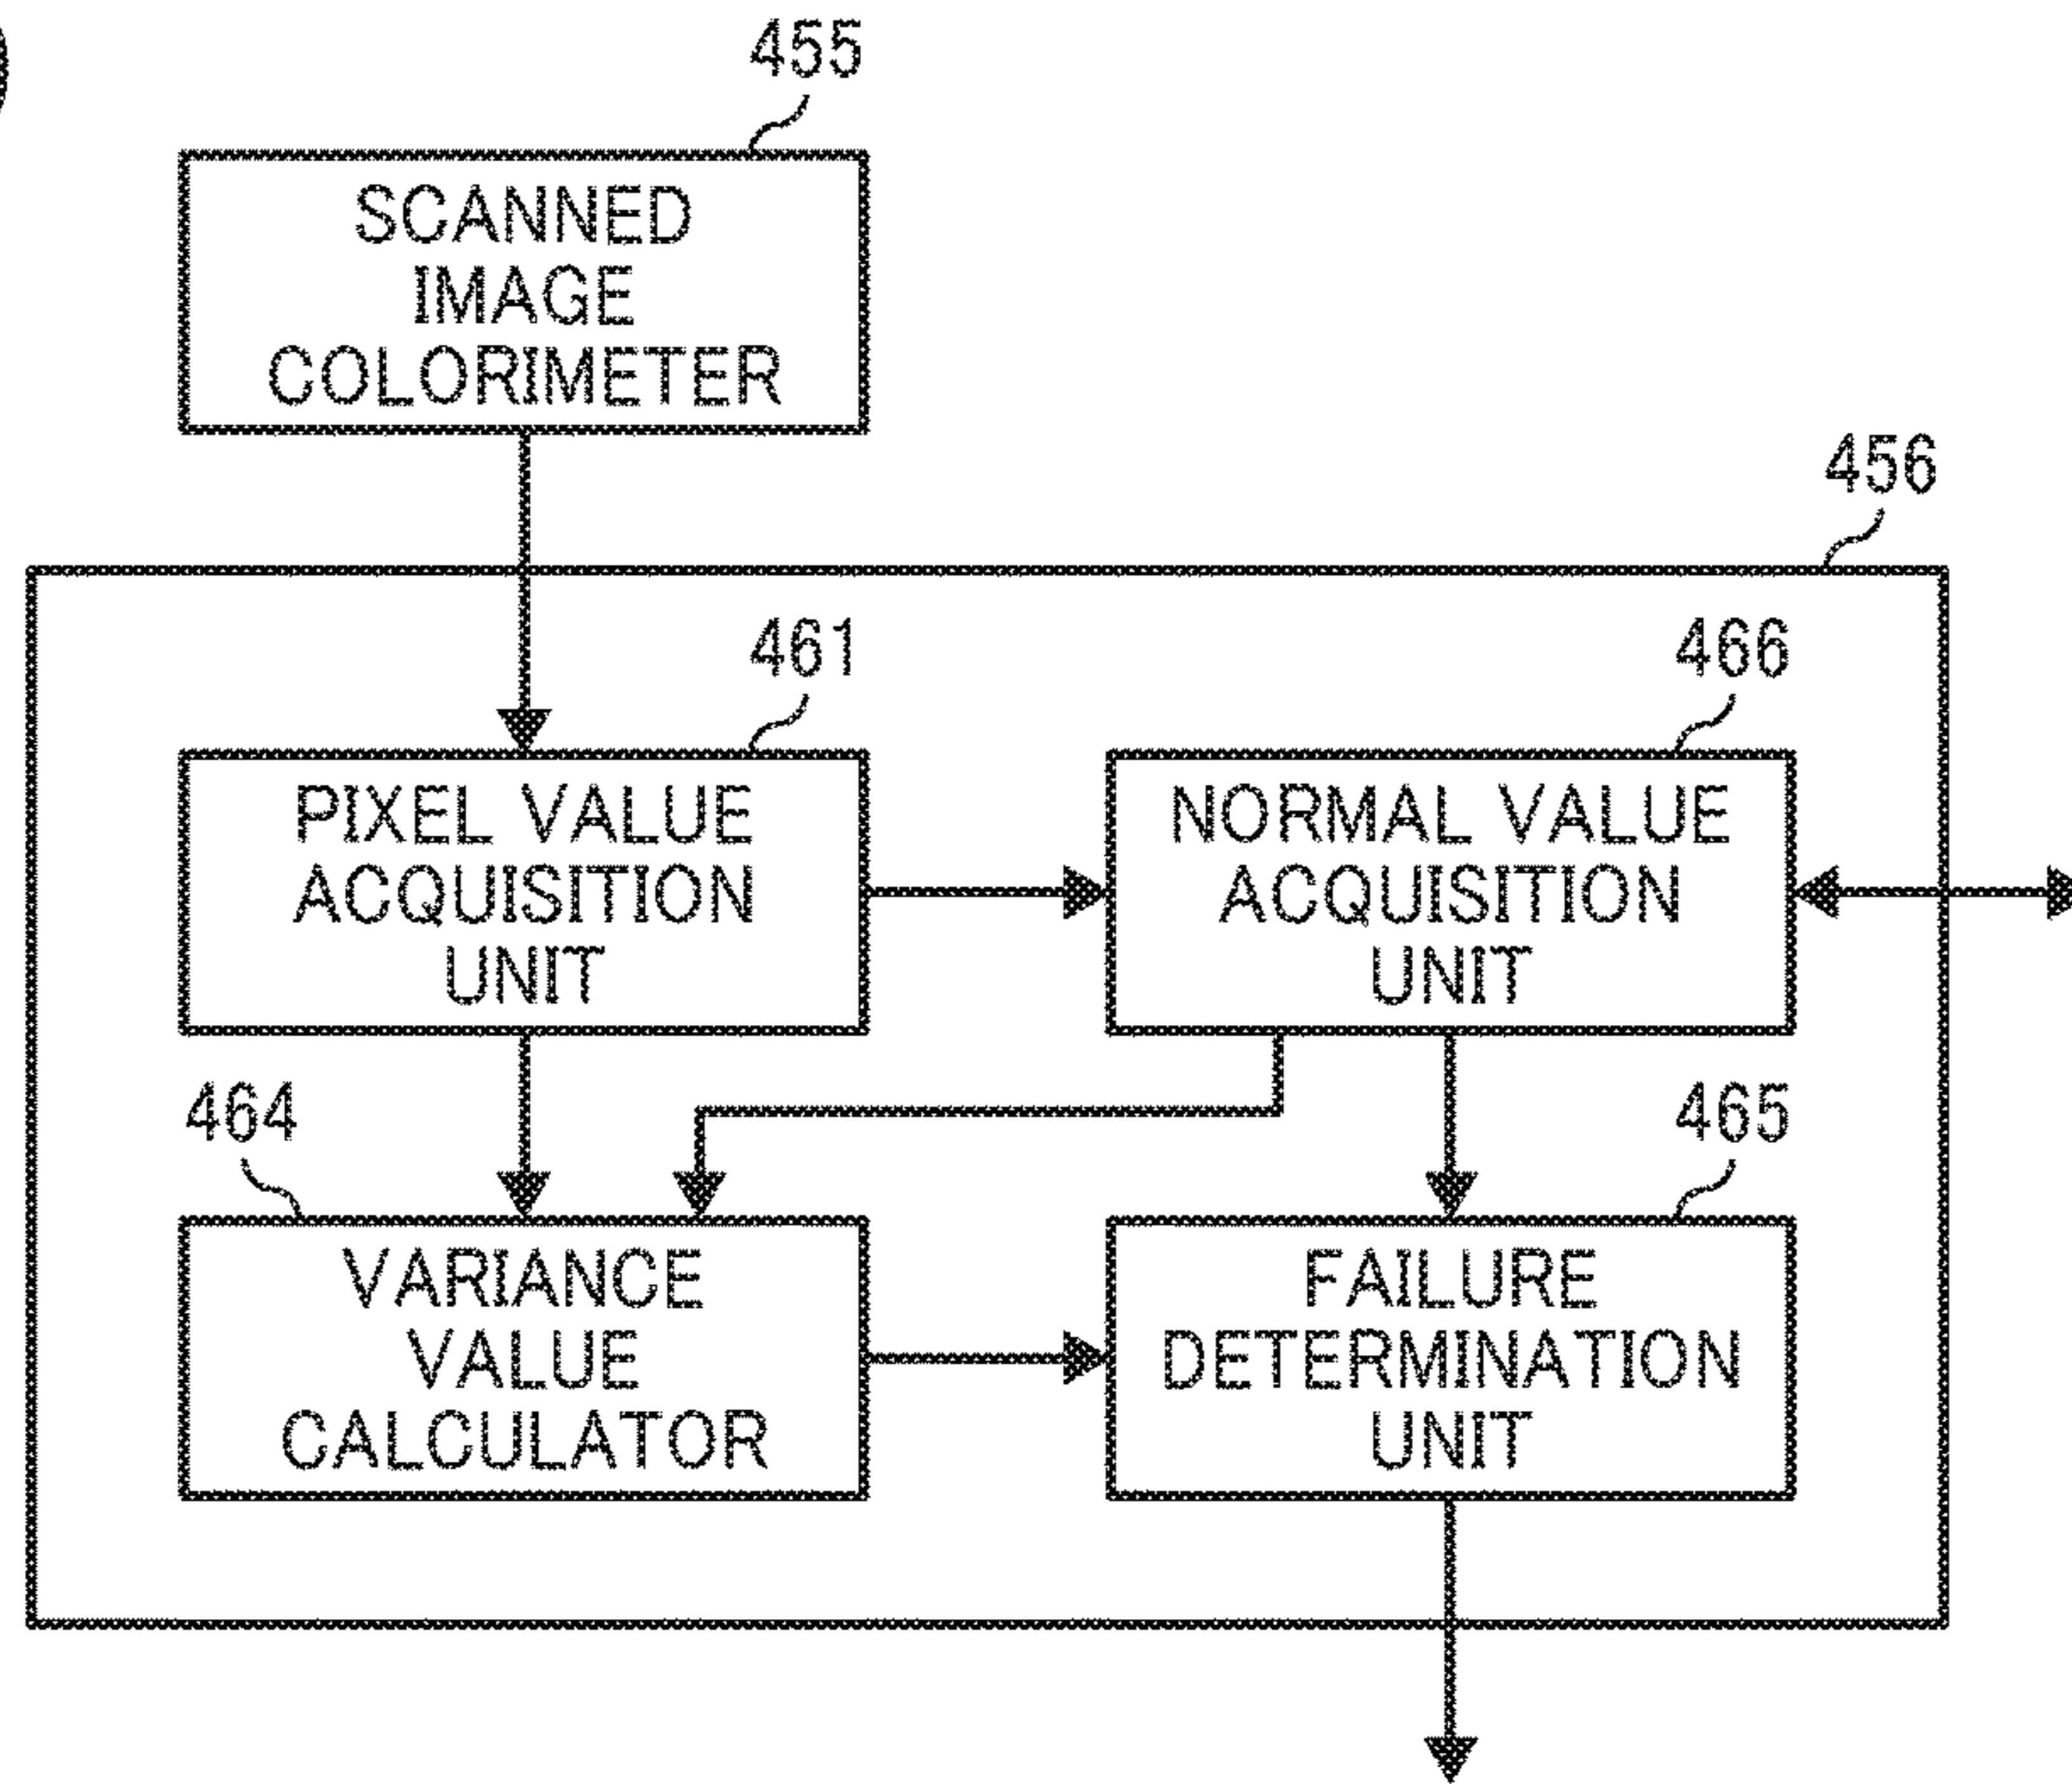 455
SCANNED
IMAGE
COLORIMETER
456
461
PIXEL VALUE
ACQUISITION
UNIT
466
NORMAL VALUE
ACQUISITION
UNIT
464
VARIANCE
VALUE
CALCULATOR
465
FAILURE
DETERMINATION
UNIT